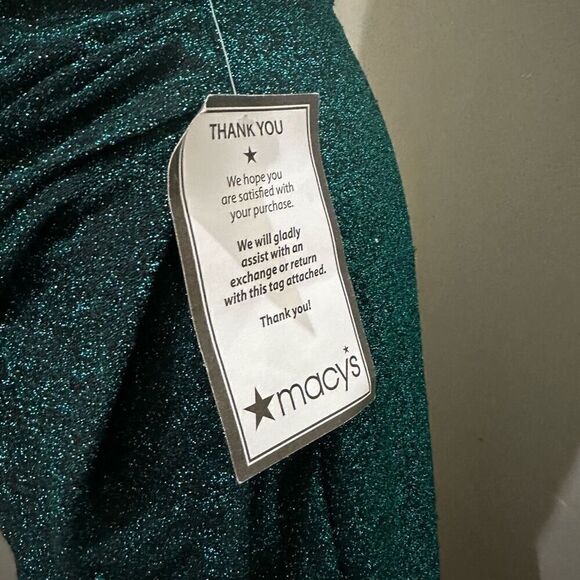 THANK YOU
★
We hope you
are satisfied with
your purchase.
We will gladly
assist with an
exchange or return
with this tag attached.
Thank you!
★macy's